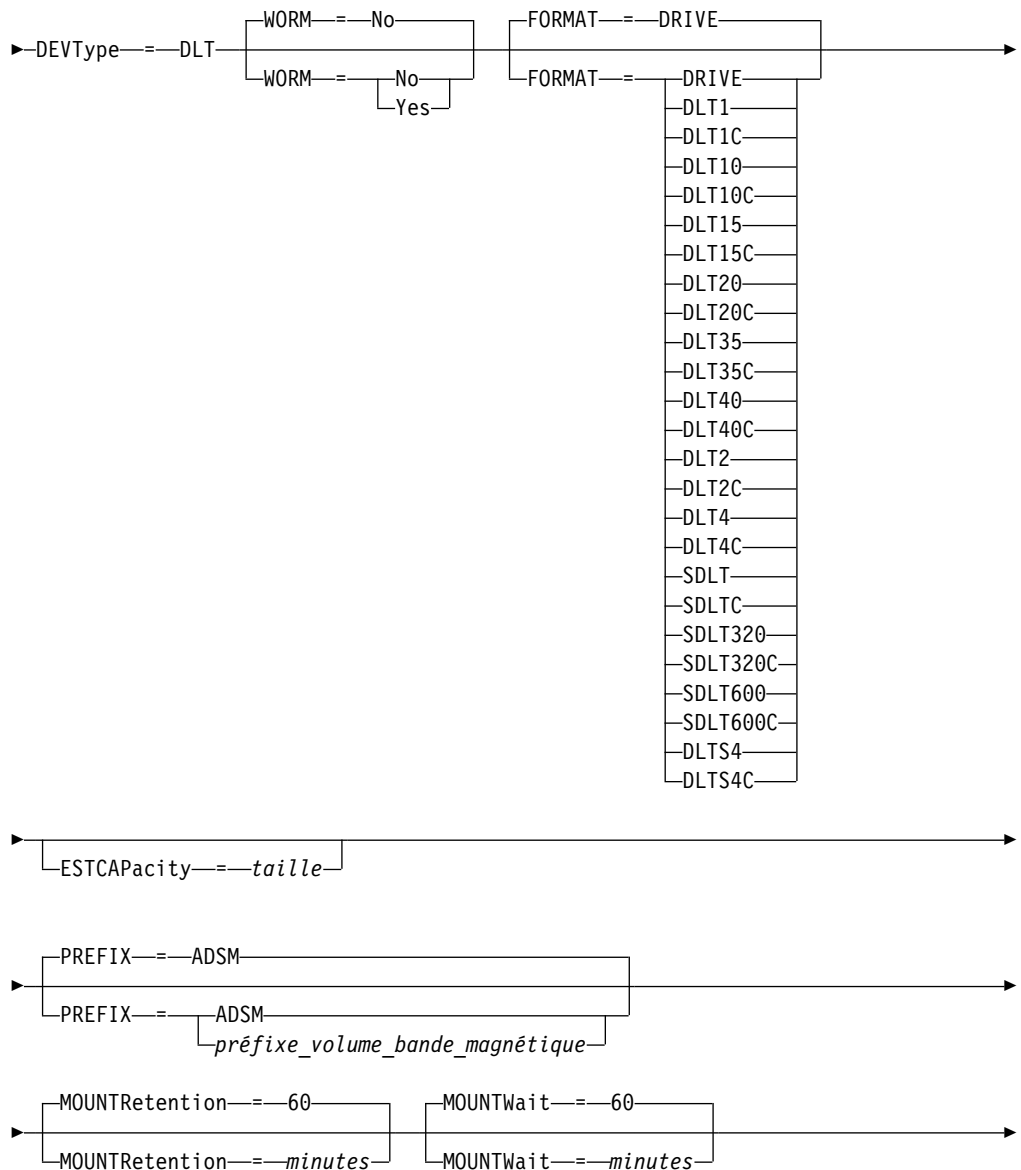 WORM = No FORMAT = DRIVE
DEVType = DLT
WORM = No FORMAT = DRIVE
Yes DLT1
DLT1C
DLT10
DLT10C
DLT15
DLT15C
DLT20
DLT20C
DLT35
DLT35C
DLT40
DLT40C
DLT2
DLT2C
DLT4
DLT4C
SDLT
SDLTC
SDLT320
SDLT320C
SDLT600
SDLT600C
DLTS4
DLTS4C
ESTCAPacity = taille
PREFIX = ADSM
PREFIX = ADSM
préfixe_volume_bande_magnétique
MOUNTRetention = 60 MOUNTWait = 60
MOUNTRetention = minutes MOUNTWait = minutes